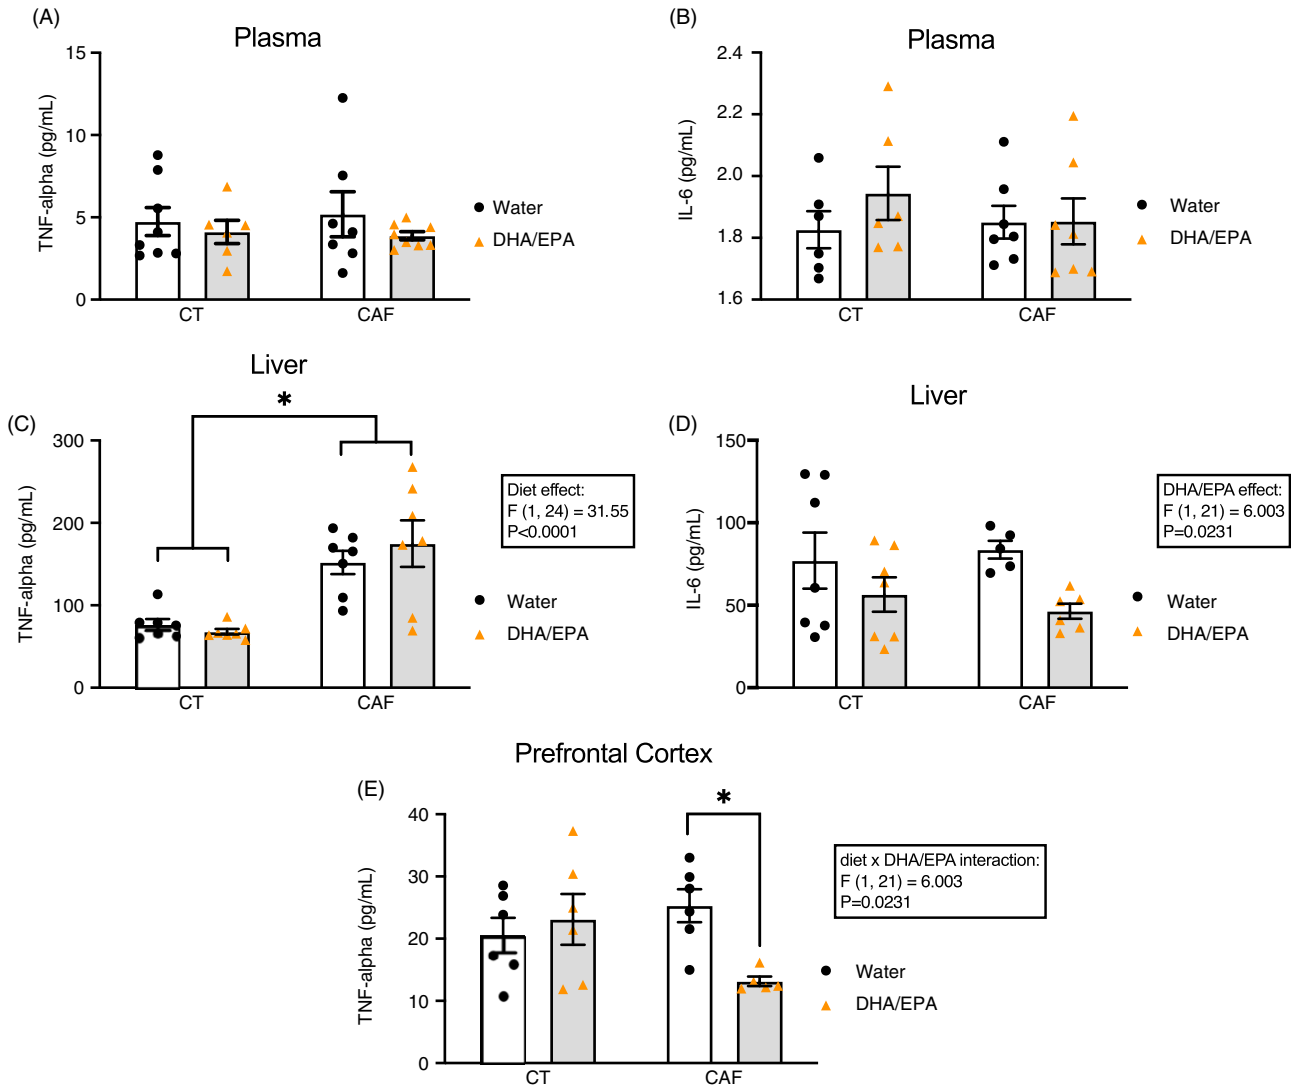 (A)
Plasma
TNF-alpha (pg/mL)
15
10
5
0
CT
CAF
Water
DHA/EPA
(B)
Plasma
IL-6 (pg/mL)
2.4
2.2
2.0
1.8
1.6
CT
CAF
Water
DHA/EPA
(C)
Liver
*
TNF-alpha (pg/mL)
300
200
100
0
CT
CAF
Diet effect:
F (1, 24) = 31.55
P<0.0001
Water
DHA/EPA
(D)
Liver
IL-6 (pg/mL)
150
100
50
0
CT
CAF
DHA/EPA effect:
F (1, 21) = 6.003
P=0.0231
Water
DHA/EPA
Prefrontal Cortex
(E)
*
TNF-alpha (pg/mL)
40
30
20
10
0
CT
CAF
diet x DHA/EPA interaction:
F (1, 21) = 6.003
P=0.0231
Water
DHA/EPA